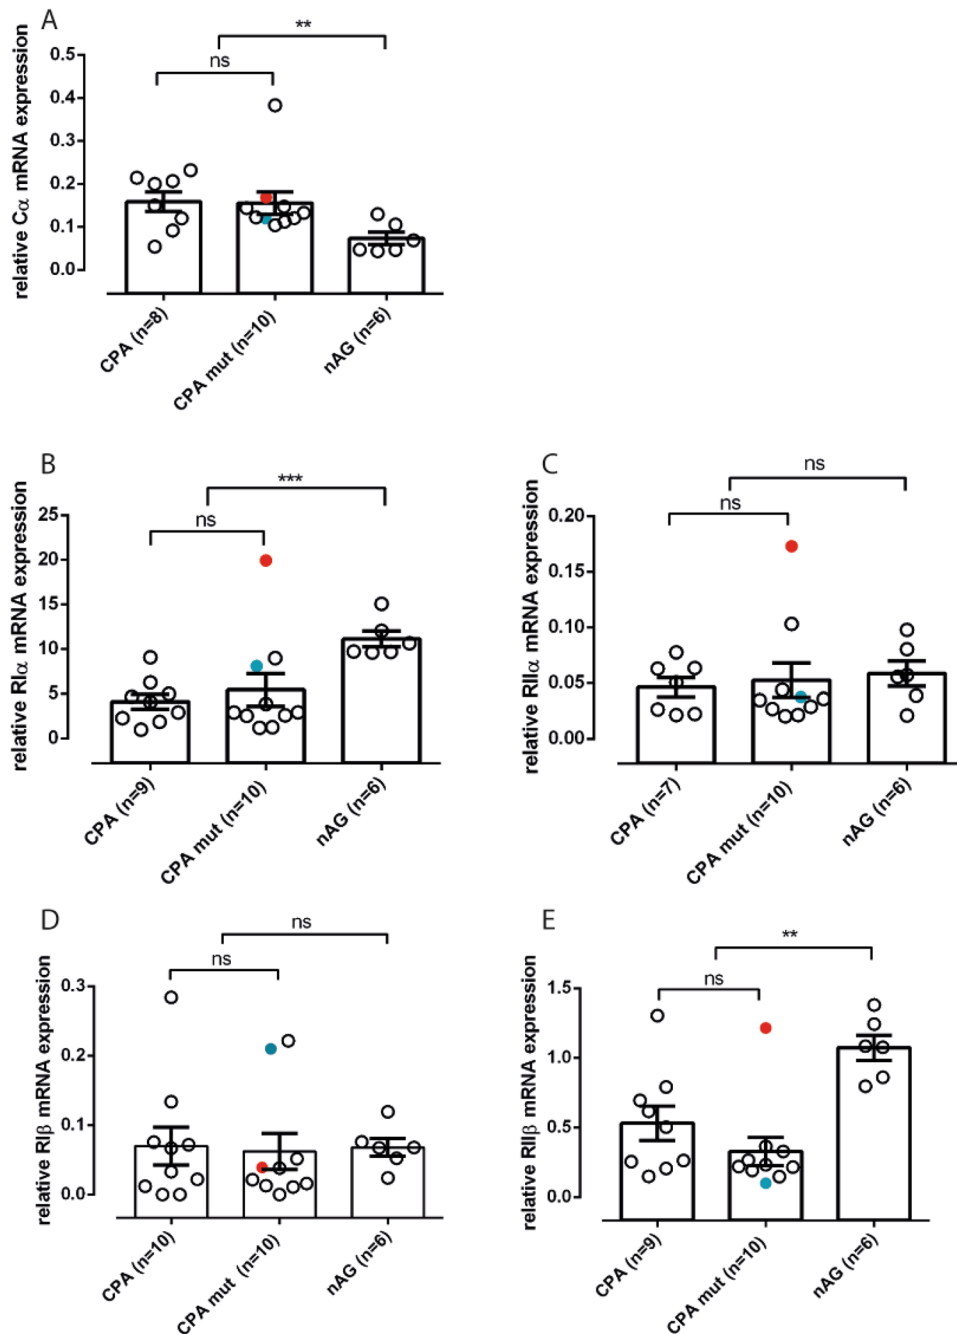 A
**
ns
relative Cα mRNA expression
0.5
0.4
0.3
0.2
0.1
0.0
CPA (n=8)
CPA mut (n=10)
nAG (n=6)
B
***
ns
relative RIα mRNA expression
25
20
15
10
5
0
CPA (n=9)
CPA mut (n=10)
nAG (n=6)
C
ns
ns
relative RIIα mRNA expression
0.20
0.15
0.10
0.05
0.00
CPA (n=7)
CPA mut (n=10)
nAG (n=6)
D
ns
ns
relative RIβ mRNA expression
0.3
0.2
0.1
0.0
CPA (n=10)
CPA mut (n=10)
nAG (n=6)
E
**
ns
relative RIIβ mRNA expression
1.5
1.0
0.5
0.0
CPA (n=9)
CPA mut (n=10)
nAG (n=6)